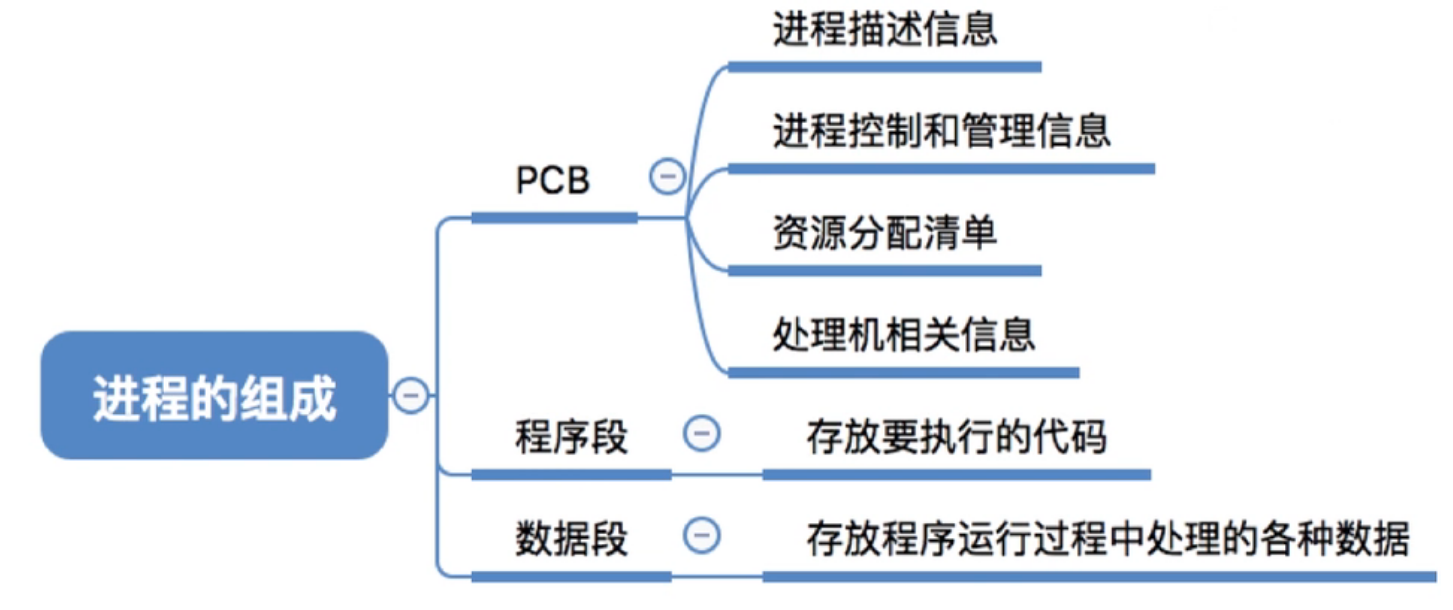 进程描述信息
进程控制和管理信息
PCB
资源分配清单
处理机相关信息
进程的组成
程序段
存放要执行的代码
数据段
存放程序运行过程中处理的各种数据